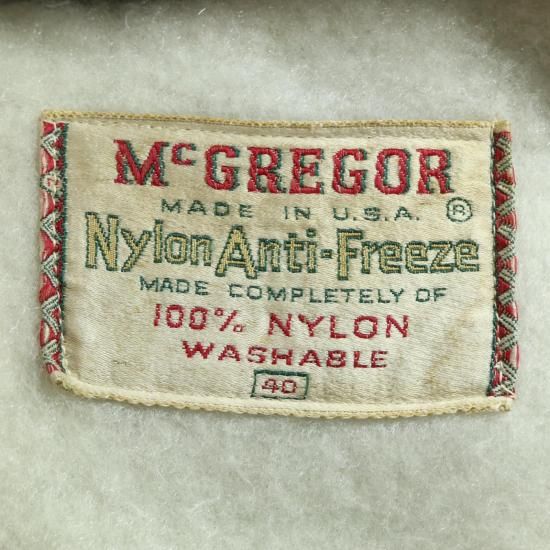 McGREGOR
MADE IN U.S.A. ®
Nylon Anti-Freeze
MADE COMPLETELY OF
100% NYLON
WASHABLE
40